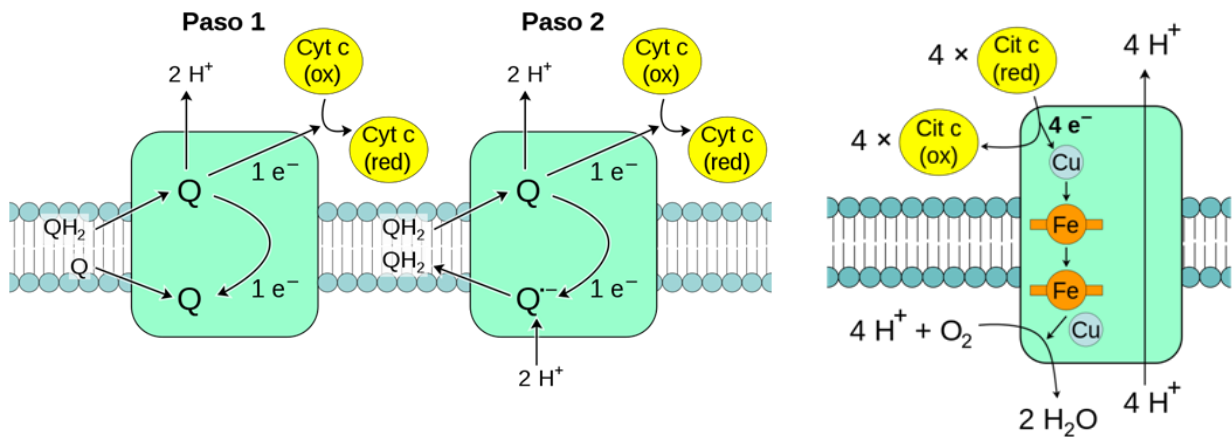 Paso 1
Cyt c
(ox)
2 H⁺
Cyt c
(red)
1 e⁻
Q
QH₂
Q
Q
1 e⁻
Paso 2
Cyt c
(ox)
2 H⁺
Cyt c
(red)
1 e⁻
Q
QH₂
QH₂
Q·⁻
1 e⁻
2 H⁺
4 × Cit c
(red)
4 H⁺
4 × Cit c
(ox)
4 e⁻
Cu
Fe
Fe
Cu
4 H⁺ + O₂
2 H₂O
4 H⁺